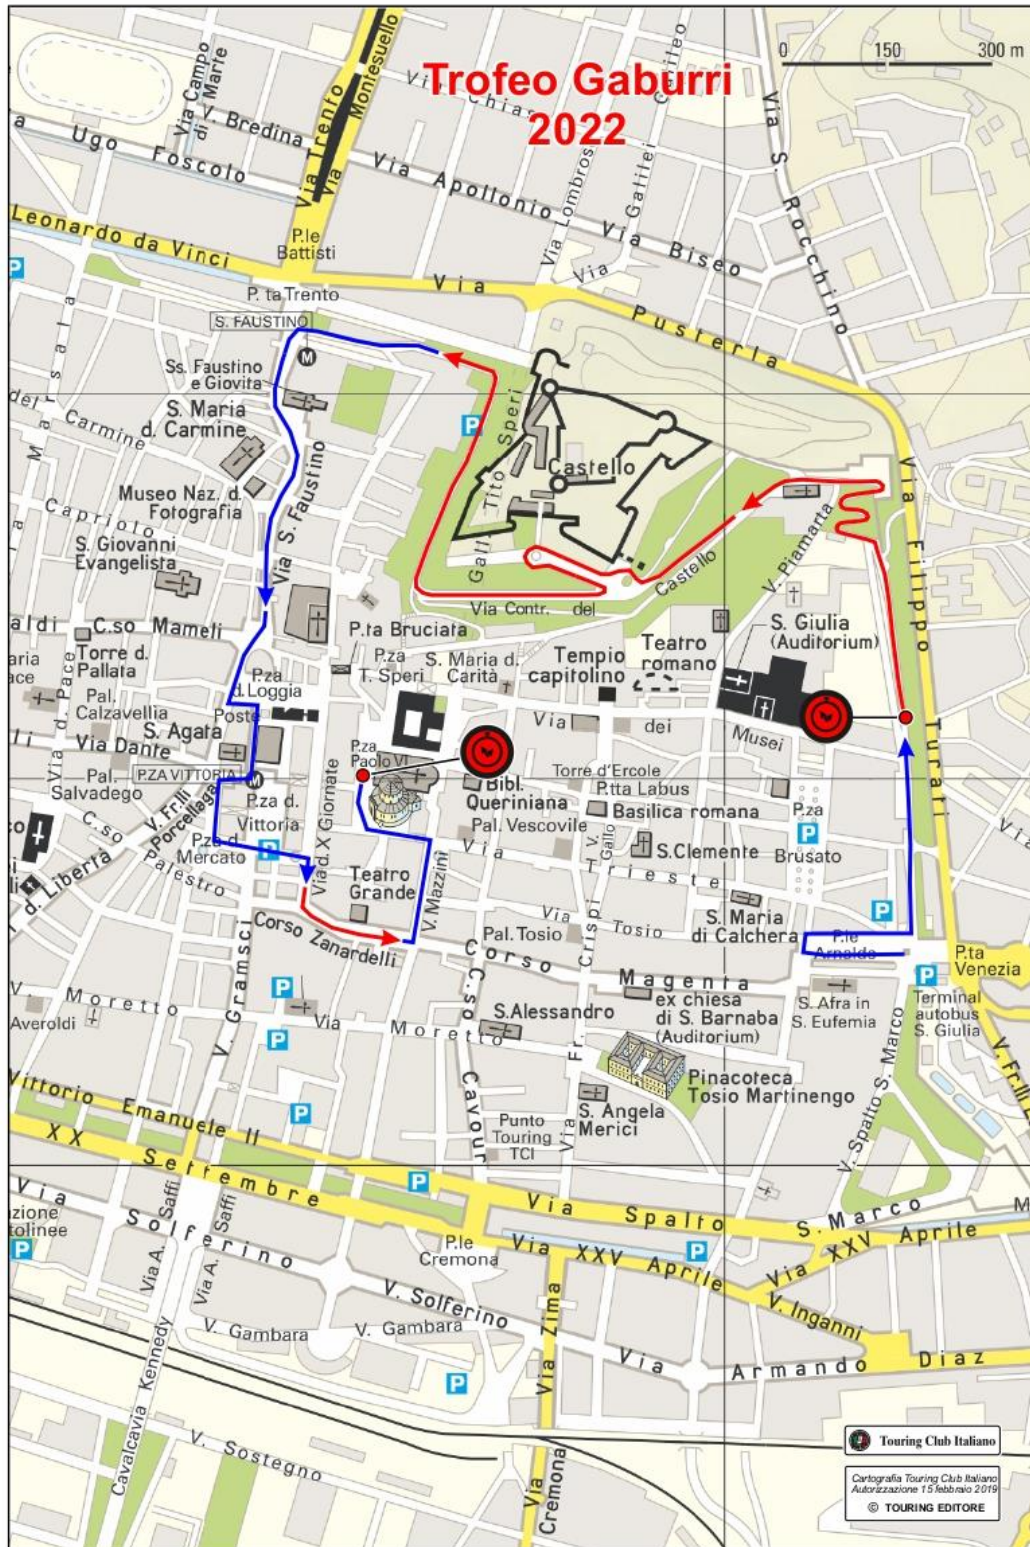 Trofeo Gaburri
2022
0 150 300 m
Via Campo
di Marte
V. Bredina
Ugo Foscolo
Via Trento
Via Montesuello
Via Apollonio
Via Lombroso
Via Galilei
Galileo
Via Biseo
Via S. Rocchino
Leonardo da Vinci
P.le
Battisti
Via Pusterla
P. ta Trento
S. FAUSTINO
M
Ss. Faustino
e Giovita
S. Maria
d. Carmine
del Carmine
Marsala
Museo Naz. d.
Fotografia
Capriolo
S. Giovanni
Evangelista
Via S. Faustino
Gall. Tito Speri
Castello
Via Contr. del Castello
V. Piamarta
Via Filippo Turati
C.so Mameli
Torre d.
Pallata
Pal.
Calzavellia
Via d. Pace
P.ta Bruciata
P.za
T. Speri
P.za
d. Loggia
Poste
S. Maria d.
Carità
Tempio
capitolino
Teatro
romano
S. Giulia
(Auditorium)
Via dei Musei
S. Agata
Via Dante
P.ZA VITTORIA
M
Pal.
Salvadego
V. Fr.lli
Porcellaga
P.za
Paolo VI
Bibl.
Queriniana
Torre d'Ercole
P.tta Labus
Basilica romana
Pal. Vescovile
P.za d.
Vittoria
P.za d.
Mercato
C.so
Palestro
d. Libertà
Via d. X Giornate
Teatro
Grande
V. Mazzini
V. Gallo
S.Clemente
P.za
Brusato
Via Trieste
S. Maria
di Calchera
Corso Zanardelli
Pal. Tosio
Via Tosio
Via Fr. Crispi
P.le
Arnaldo
P.ta
Venezia
Corso Magenta
V. Gramsci
V. Moretto
Averoldi
Via Moretto
C.so Cavour
S.Alessandro
ex chiesa
di S. Barnaba
(Auditorium)
S. Afra in
S. Eufemia
Terminal
autobus
S. Giulia
V. Spalto S. Marco
V. Fr.lli
Pinacoteca
Tosio Martinengo
S. Angela
Merici
Punto
Touring
TCI
Vittorio Emanuele II
XX Settembre
Via Spalto S. Marco
Via Solferino
Via A. Saffi
Via A. Saffi
P.le
Cremona
Via XXV Aprile
Via XXV Aprile
V. Inganni
V. Solferino
V. Gambara
V. Gambara
Via Zima
Via Armando Diaz
Cavalcavia Kennedy
V. Sostegno
Via Cremona
Touring Club Italiano
Cartografia Touring Club Italiano
Autorizzazione 15 febbraio 2019
© TOURING EDITORE